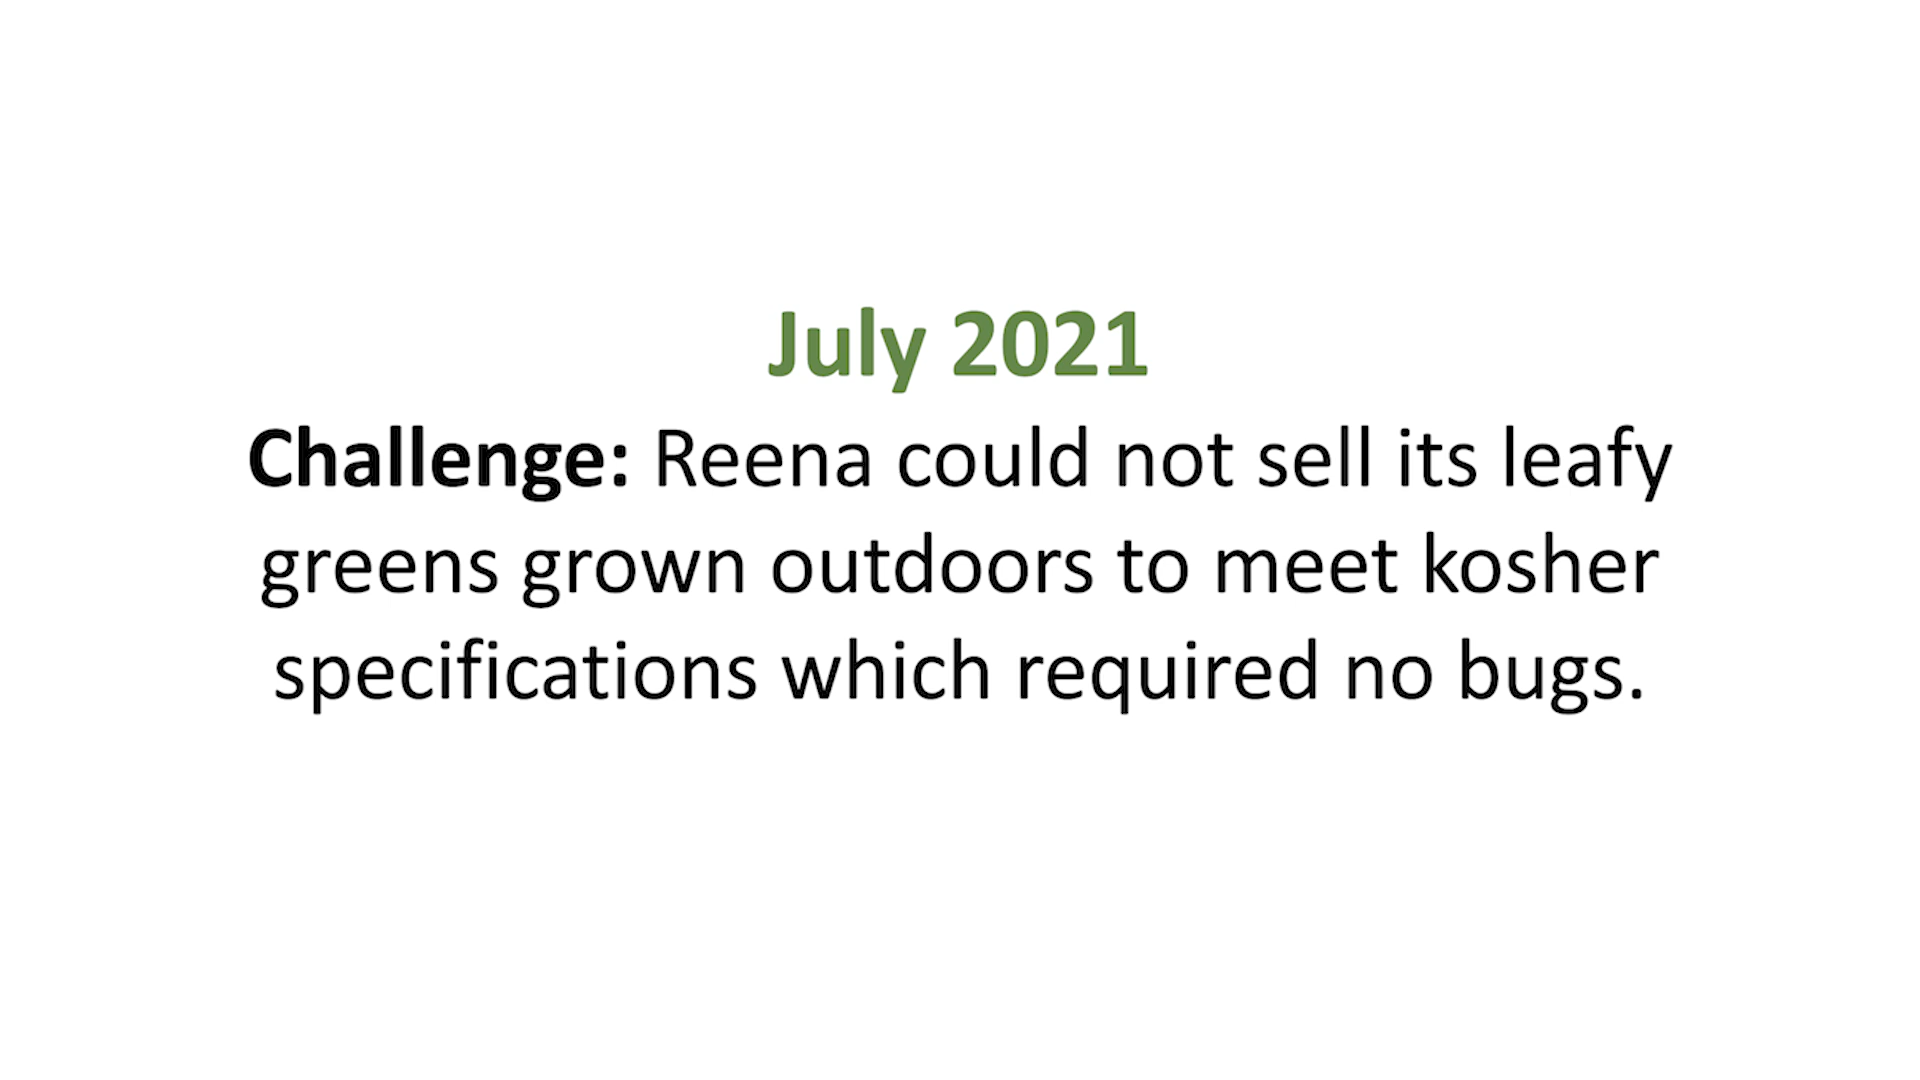 July 2021
Challenge: Reena could not sell its leafy
greens grown outdoors to meet kosher
specifications which required no bugs.